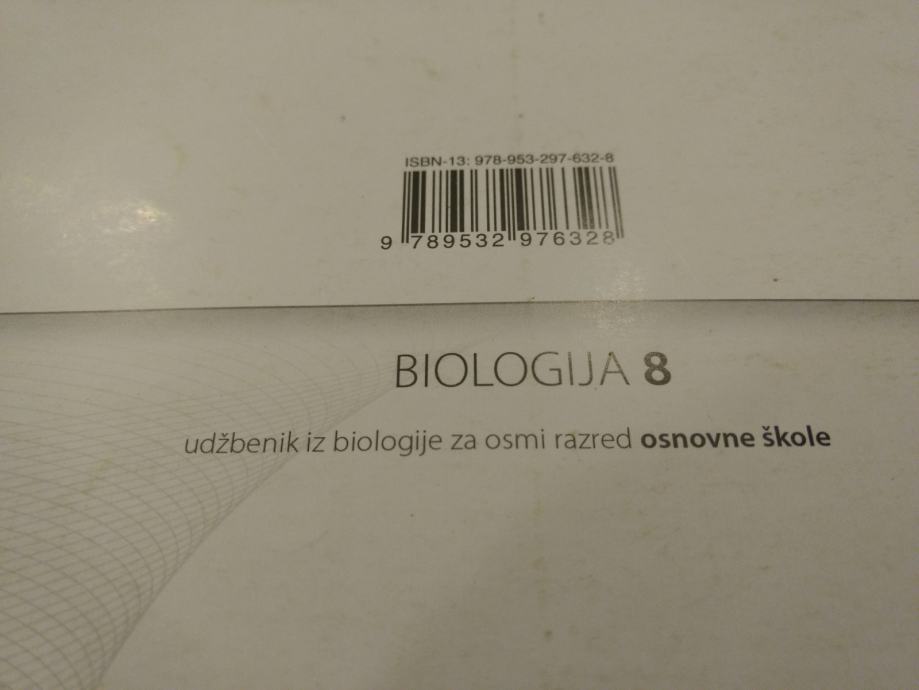 ISBN-13: 978-953-297-632-8
9 789532 976328
BIOLOGIJA 8
udžbenik iz biologije za osmi razred osnovne škole